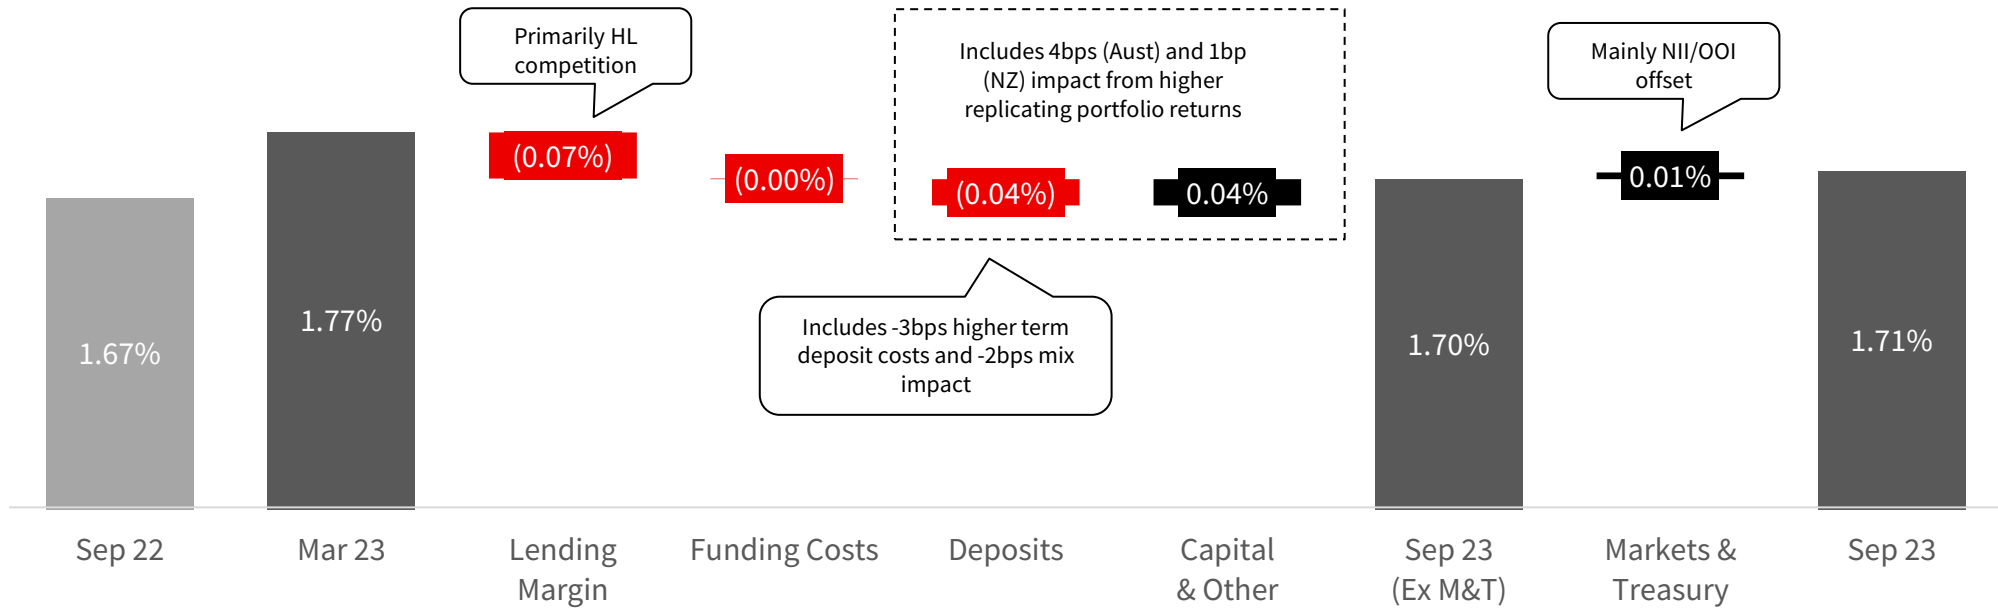 Primarily HL
competition
Includes 4bps (Aust) and 1bp
(NZ) impact from higher
replicating portfolio returns
Mainly NII/OOI
offset
(0.07%)
(0.00%)
(0.04%)
0.04%
0.01%
1.67%
1.77%
Includes -3bps higher term
deposit costs and -2bps mix
impact
1.70%
1.71%
Sep 22
Mar 23
Lending
Margin
Funding Costs
Deposits
Capital
& Other
Sep 23
(Ex M&T)
Markets &
Treasury
Sep 23